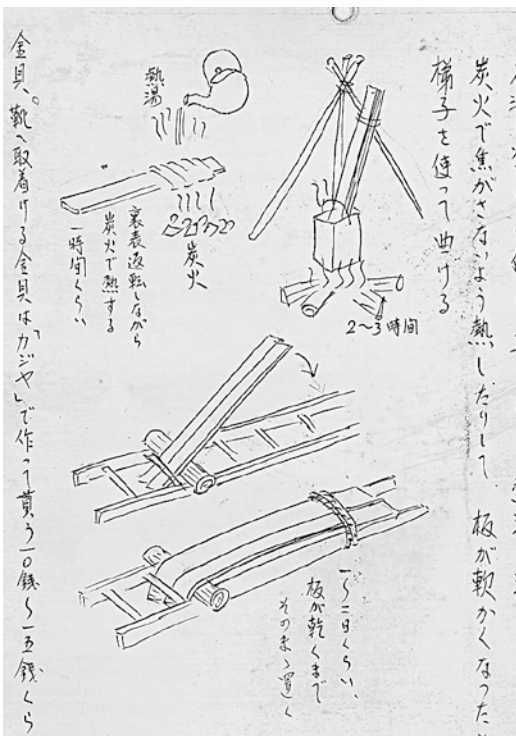 炭火で焦がさないよう熱したりして 板が軟かくなった
梯子を使って曲ける
2〜3時間
熱湯
炭火
裏表返転しながら
炭火で熱する
一時間くらい
一〜二日くらい、
板が乾くまで
そのまゝ置く
金具。靴へ取着ける金具は「カジヤ」で作って貰う一〇銭〜一五銭くら